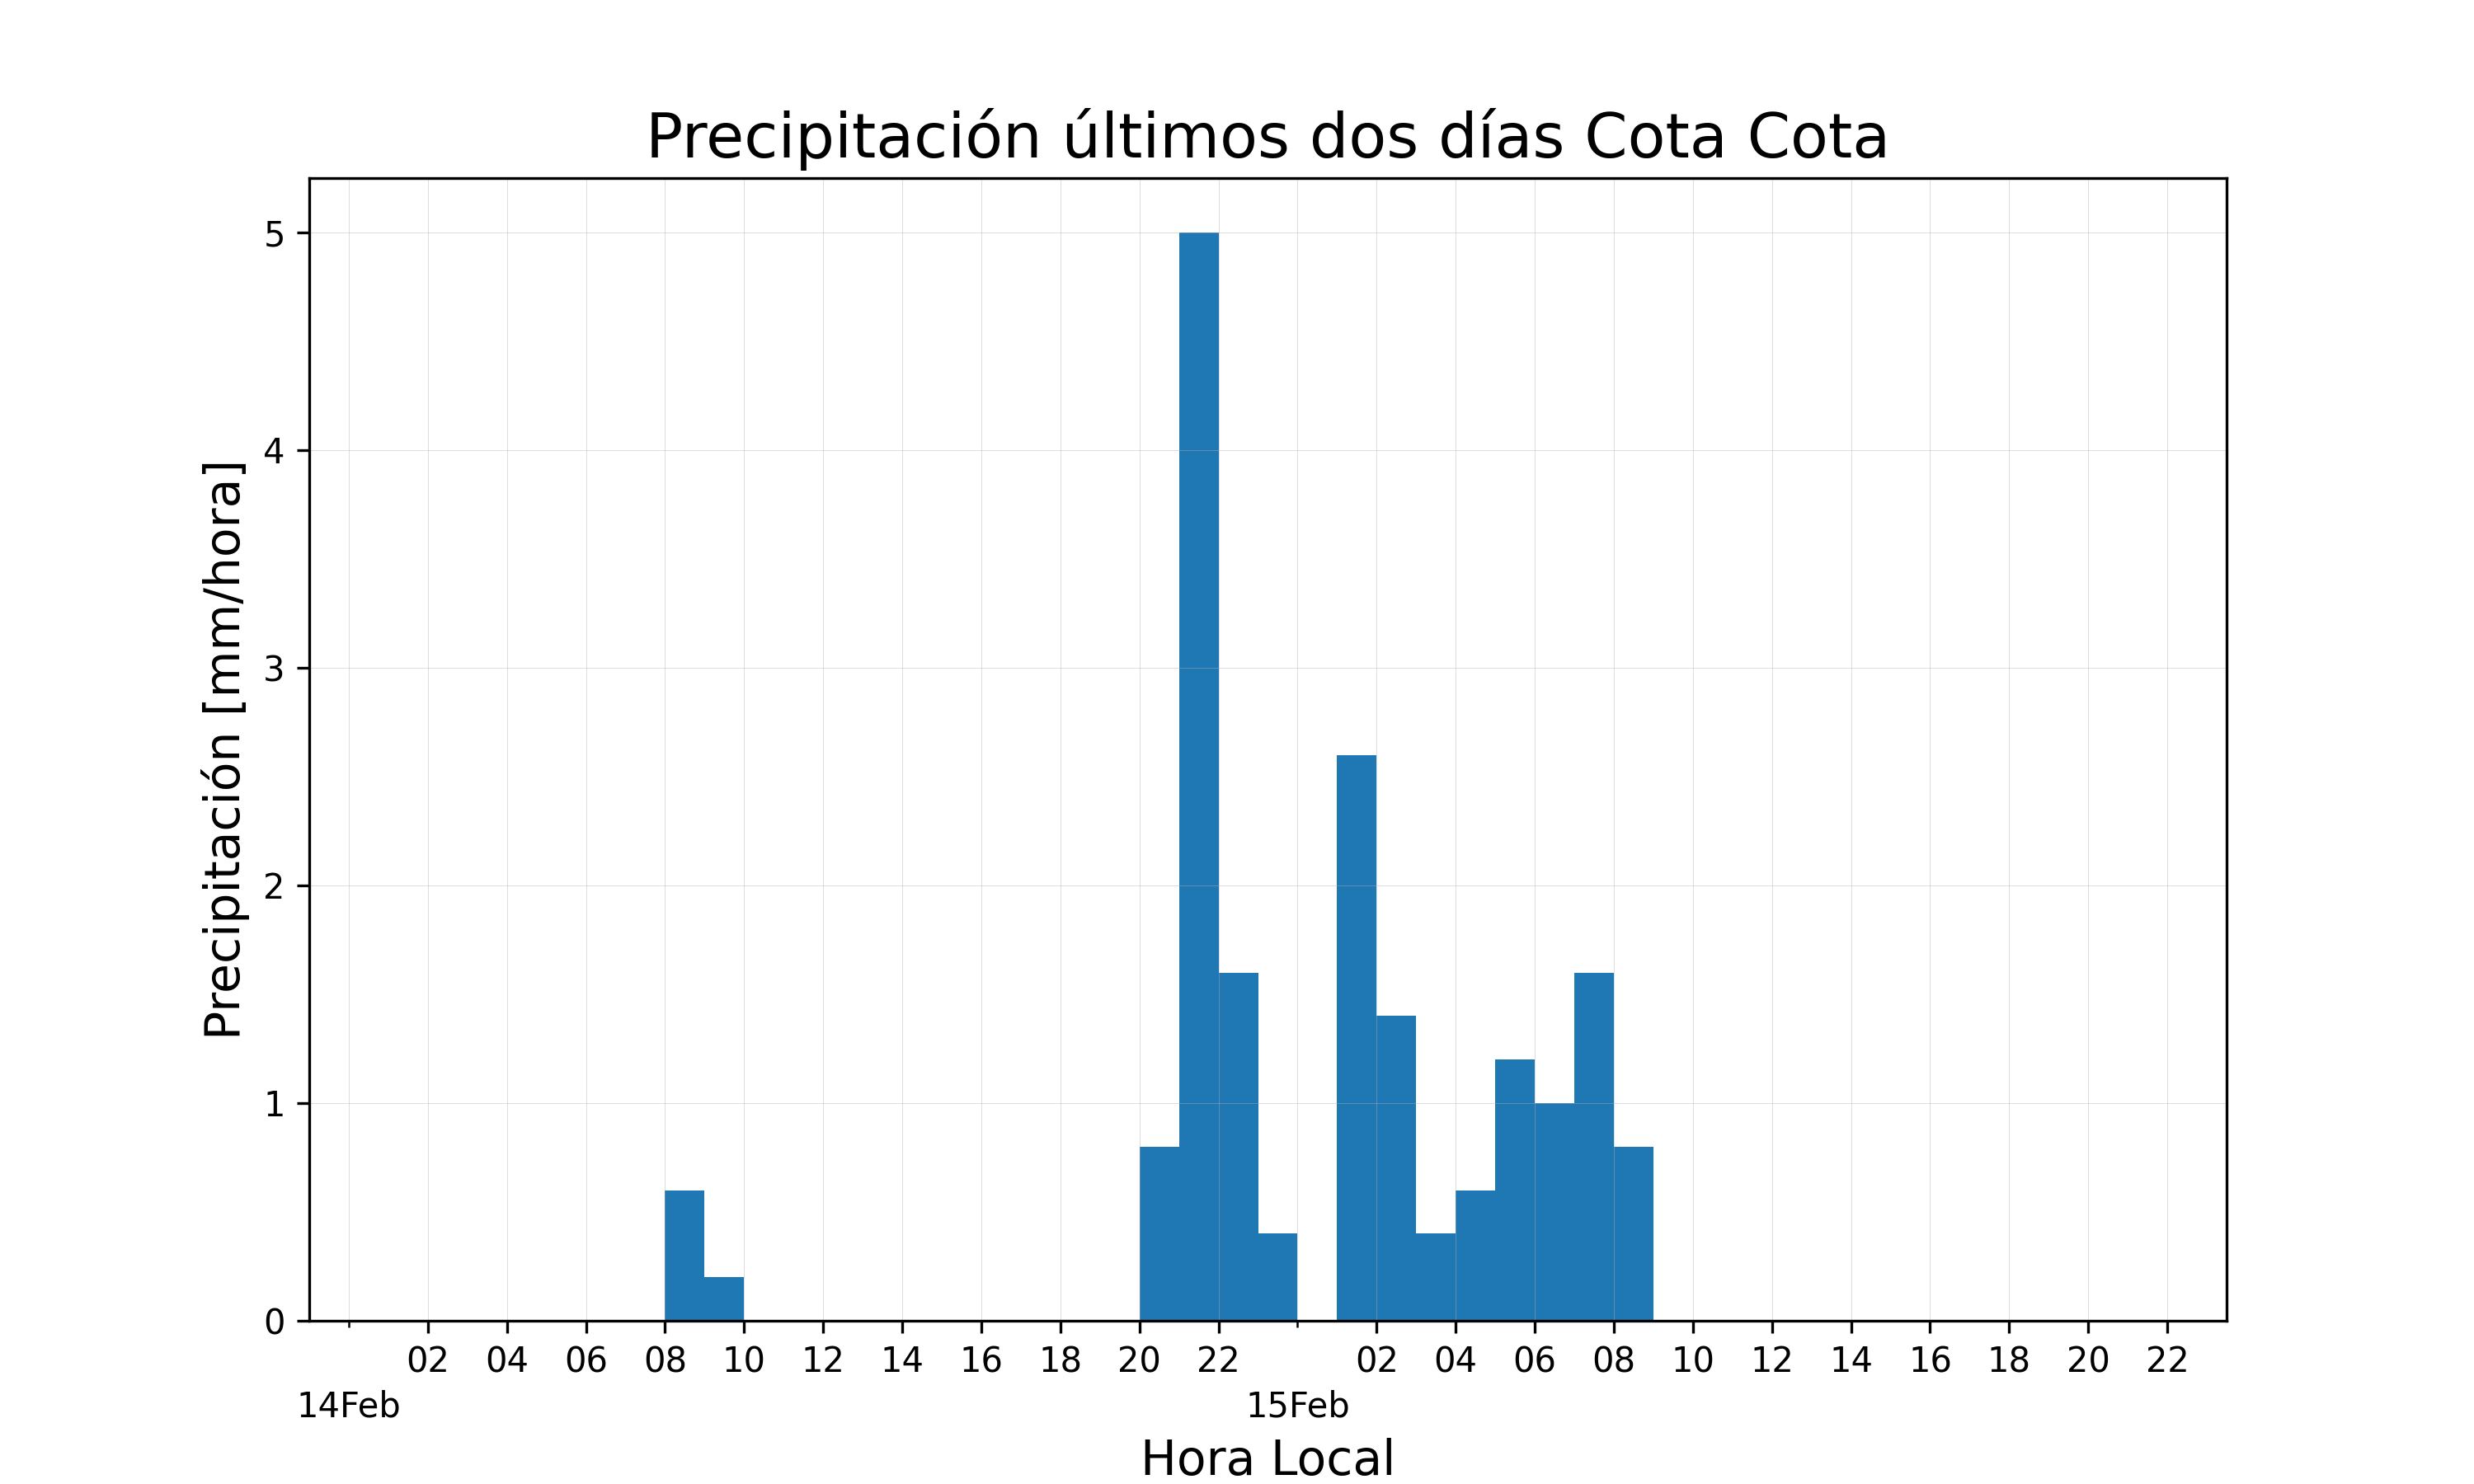 Precipitación últimos dos días Cota Cota
Precipitación [mm/hora]
5
4
3
2
1
0
02 04 06 08 10 12 14 16 18 20 22 02 04 06 08 10 12 14 16 18 20 22
14Feb 15Feb
Hora Local